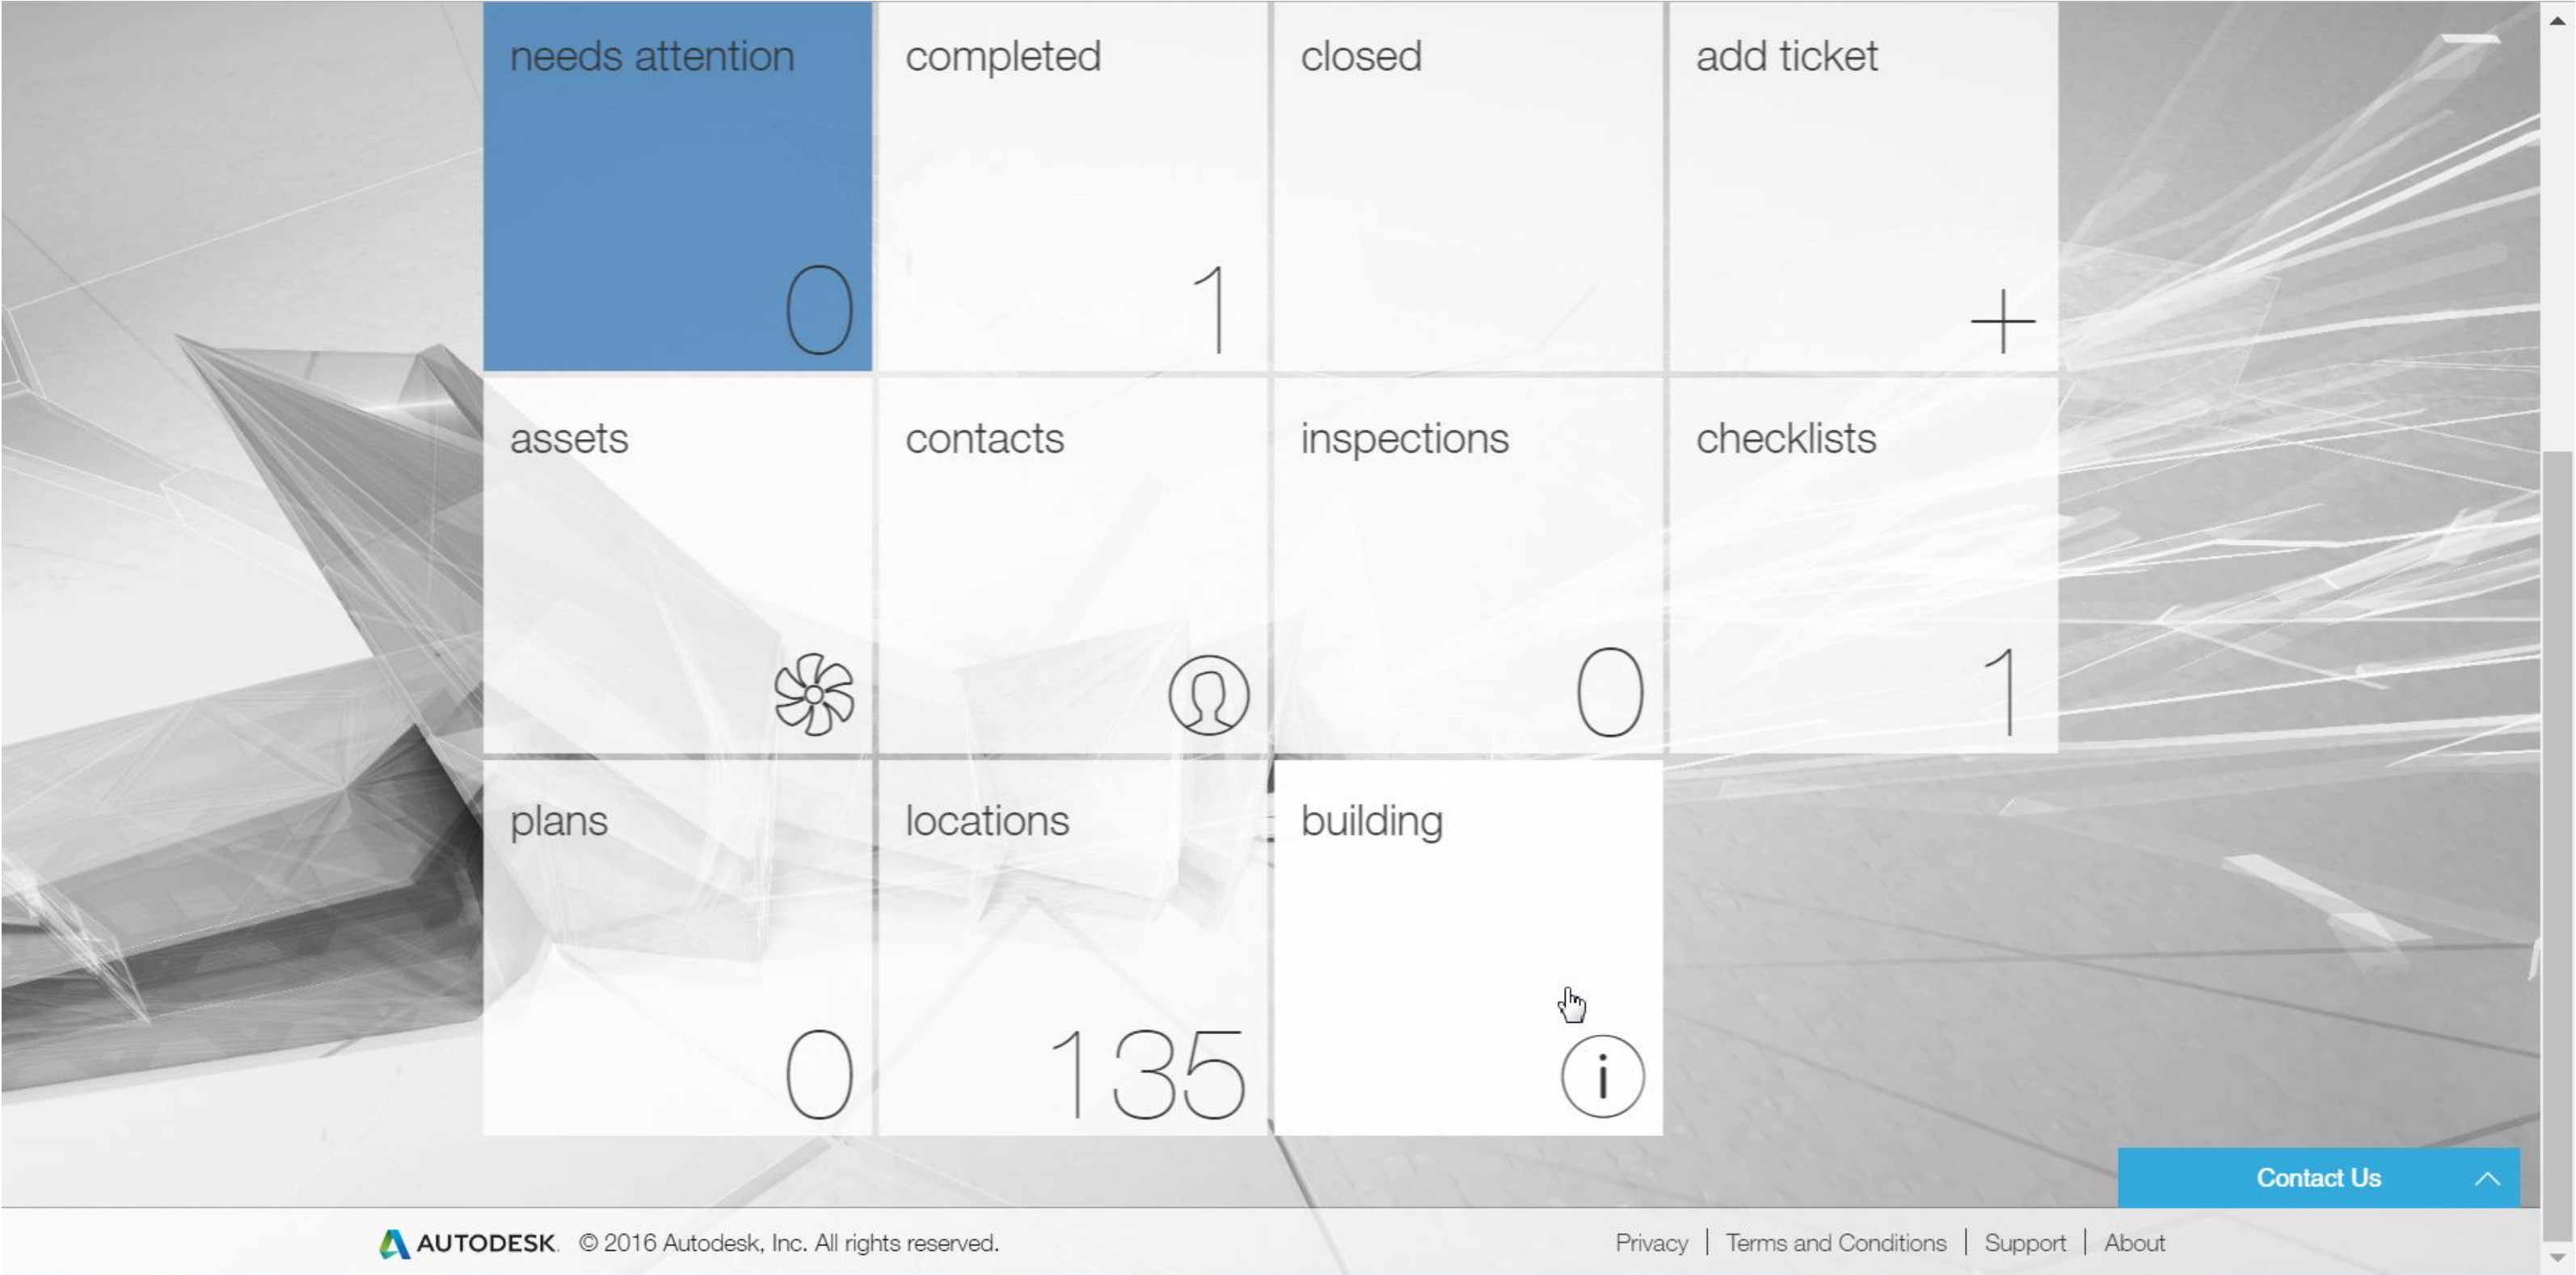 needs attention
completed
closed
add ticket
0
1
+
assets
contacts
inspections
checklists
0
1
plans
locations
building
0
135
i
Contact Us
AUTODESK © 2016 Autodesk, Inc. All rights reserved.
Privacy | Terms and Conditions | Support | About